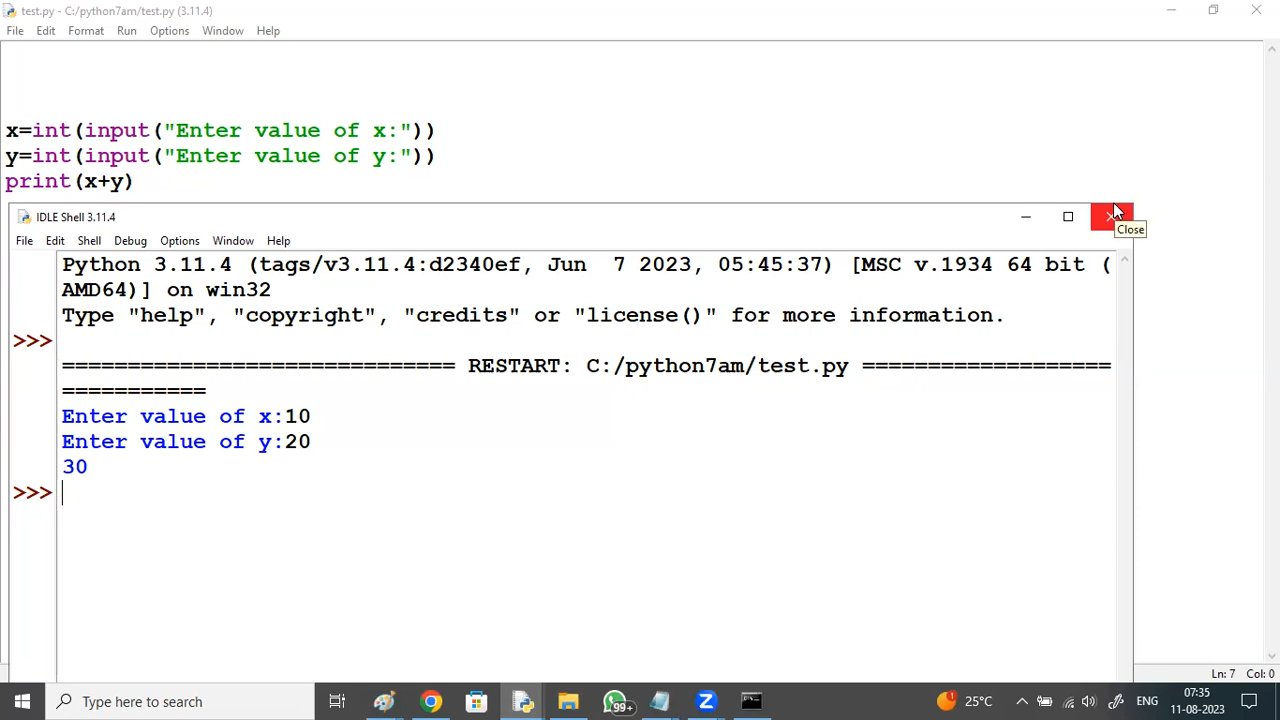 test.py - C:/python7am/test.py (3.11.4)
File Edit Format Run Options Window Help
x=int(input("Enter value of x:"))
y=int(input("Enter value of y:"))
print(x+y)
IDLE Shell 3.11.4
Close
File Edit Shell Debug Options Window Help
Python 3.11.4 (tags/v3.11.4:d2340ef, Jun  7 2023, 05:45:37) [MSC v.1934 64 bit (
AMD64)] on win32
Type "help", "copyright", "credits" or "license()" for more information.
>>>
============================== RESTART: C:/python7am/test.py ===================
===========
Enter value of x:10
Enter value of y:20
30
>>>
Ln: 7 Col: 0
Type here to search
99+
1
25°C
ENG
07:35
11-08-2023